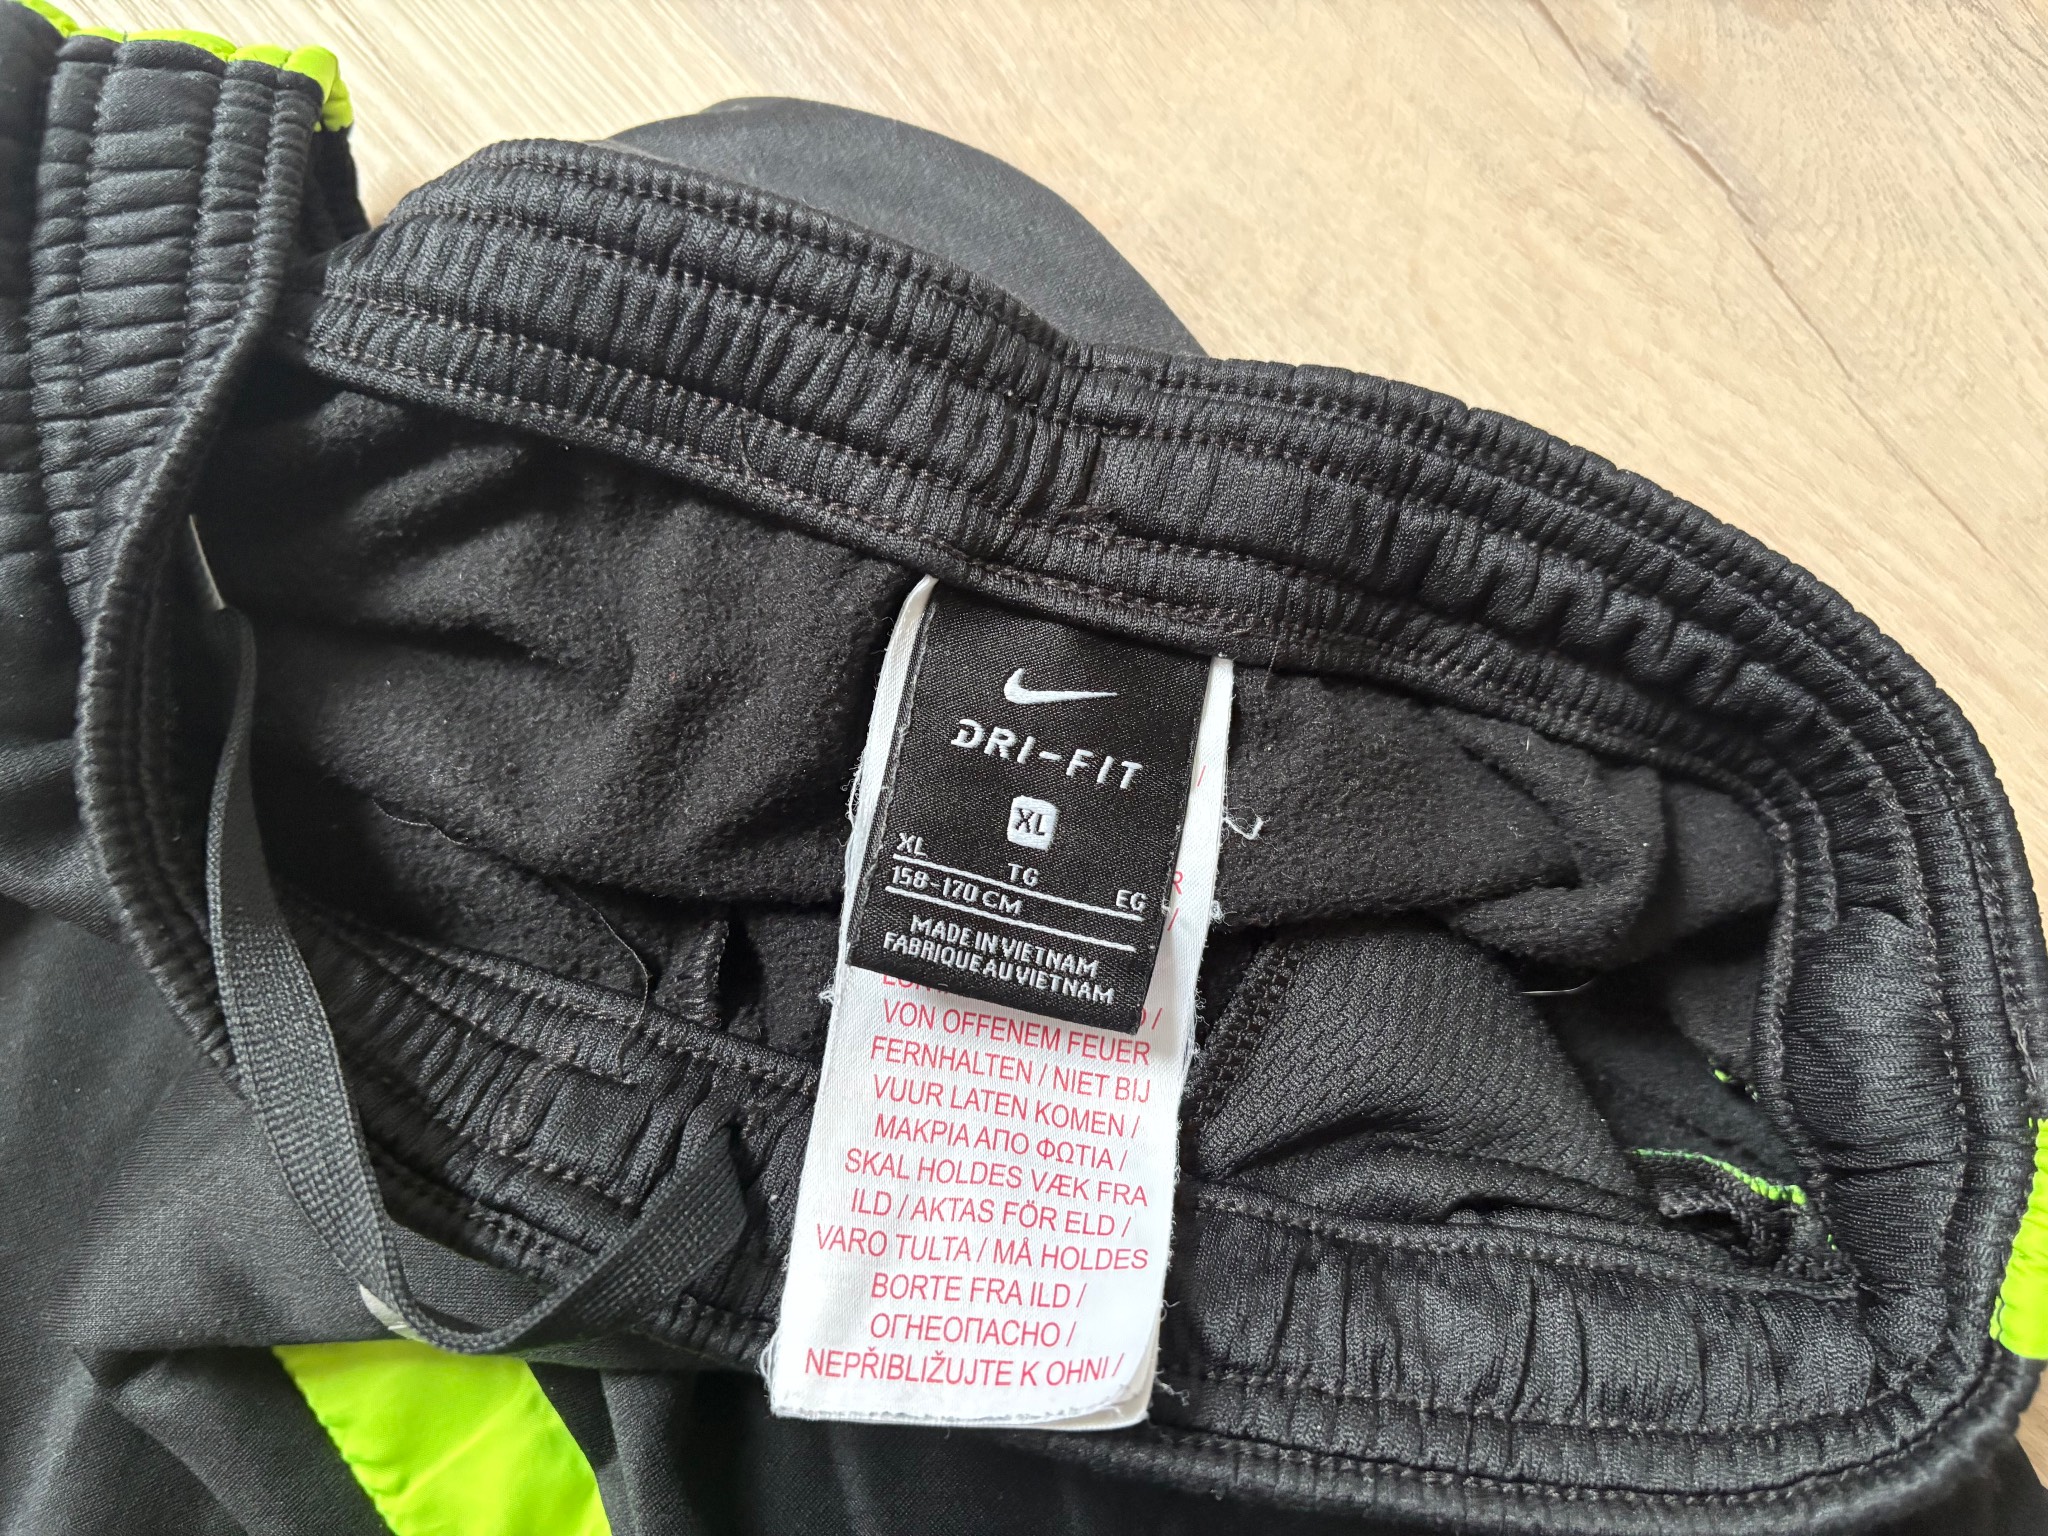 DRI-FIT
XL
XL TG EG
158-170 CM
MADE IN VIETNAM
FABRIQUE AU VIETNAM
VON OFFENEM FEUER
FERNHALTEN / NIET BIJ
VUUR LATEN KOMEN /
ΜΑΚΡΙΑ ΑΠΟ ΦΩΤΙΑ /
SKAL HOLDES VÆK FRA
ILD / AKTAS FÖR ELD /
VARO TULTA / MÅ HOLDES
BORTE FRA ILD /
ОГНЕОПАСНО /
NEPŘIBLIŽUJTE K OHNI /